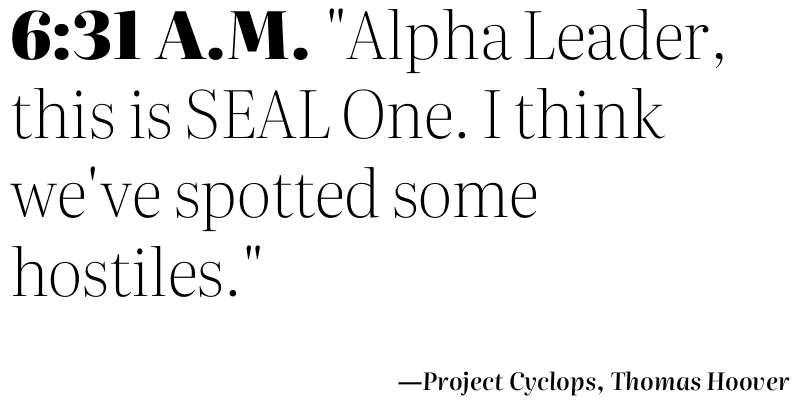 6:31 A.M. "Alpha Leader,
this is SEAL One. I think
we've spotted some
hostiles."
—Project Cyclops, Thomas Hoover